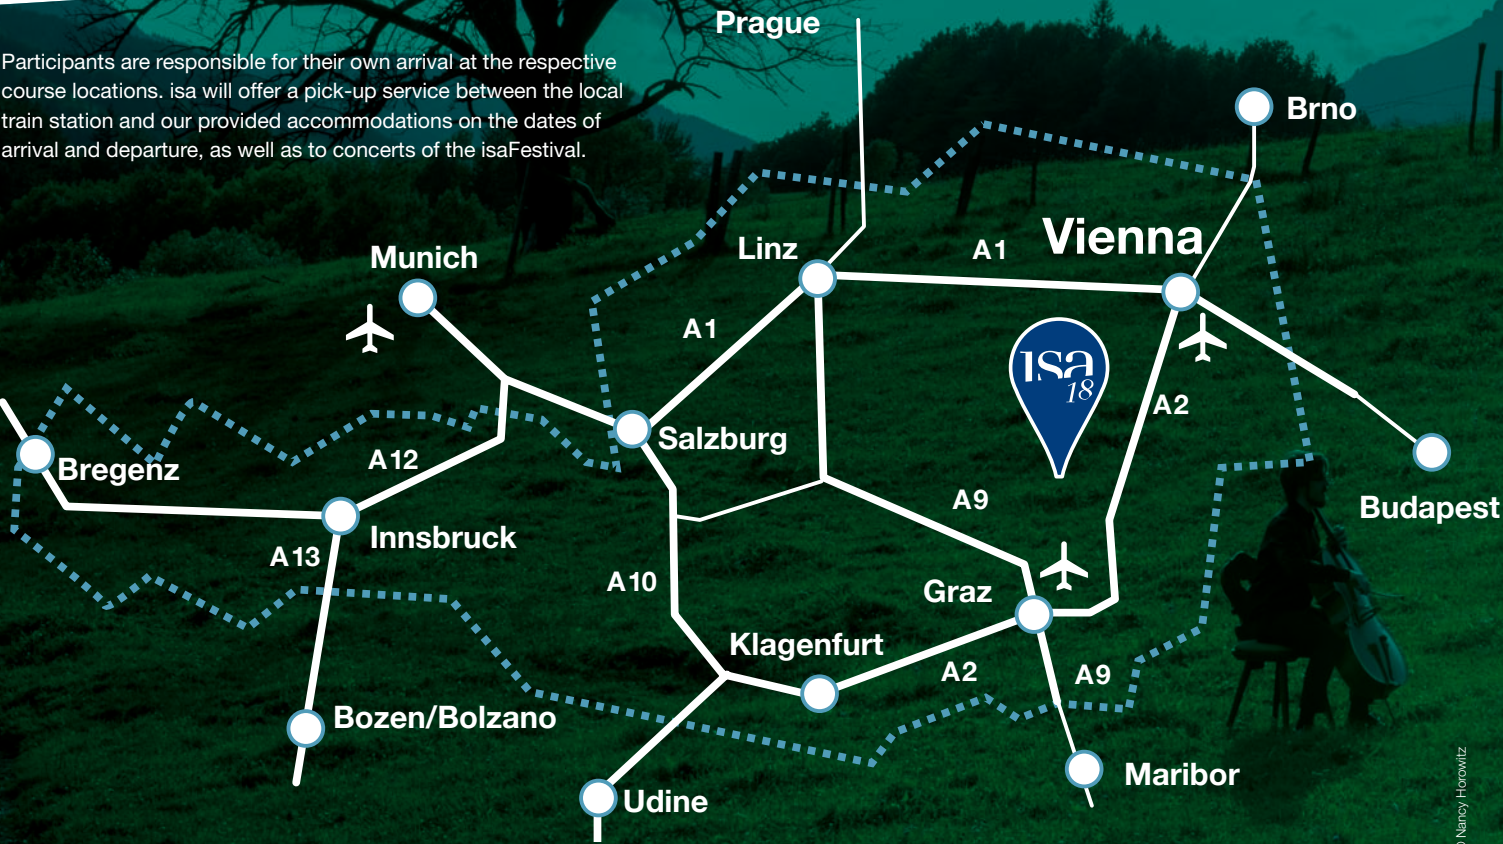 Prague
Participants are responsible for their own arrival at the respective
course locations. isa will offer a pick-up service between the local
train station and our provided accommodations on the dates of
arrival and departure, as well as to concerts of the isaFestival.
Brno
Vienna
Linz
A1
Munich
A1
isa
18
A2
Salzburg
A12
Bregenz
A9
Budapest
Innsbruck
A13
A10
Graz
Klagenfurt
A2
A9
Bozen/Bolzano
Maribor
Udine
© Nancy Horowitz